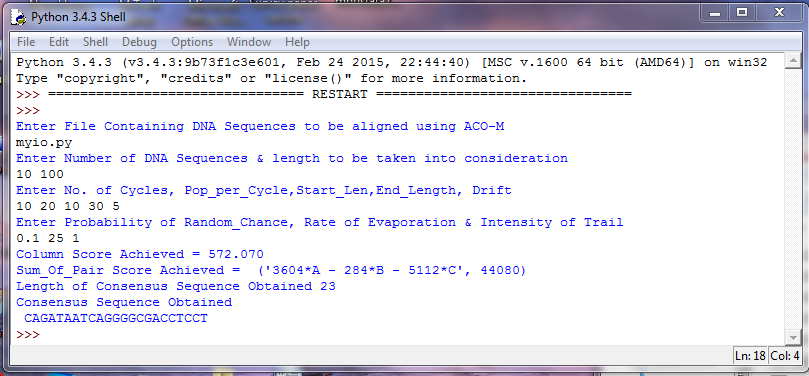 Python 3.4.3 Shell
File Edit Shell Debug Options Window Help
Python 3.4.3 (v3.4.3:9b73f1c3e601, Feb 24 2015, 22:44:40) [MSC v.1600 64 bit (AMD64)] on win32
Type "copyright", "credits" or "license()" for more information.
>>> ================================ RESTART ================================
>>>
Enter File Containing DNA Sequences to be aligned using ACO-M
myio.py
Enter Number of DNA Sequences & length to be taken into consideration
10 100
Enter No. of Cycles, Pop_per_Cycle,Start_Len,End_Length, Drift
10 20 10 30 5
Enter Probability of Random_Chance, Rate of Evaporation & Intensity of Trail
0.1 25 1
Column Score Achieved = 572.070
Sum_Of_Pair Score Achieved =  ('3604*A - 284*B - 5112*C', 44080)
Length of Consensus Sequence Obtained 23
Consensus Sequence Obtained
 CAGATAATCAGGGGCGACCTCCT
>>>
Ln: 18 Col: 4